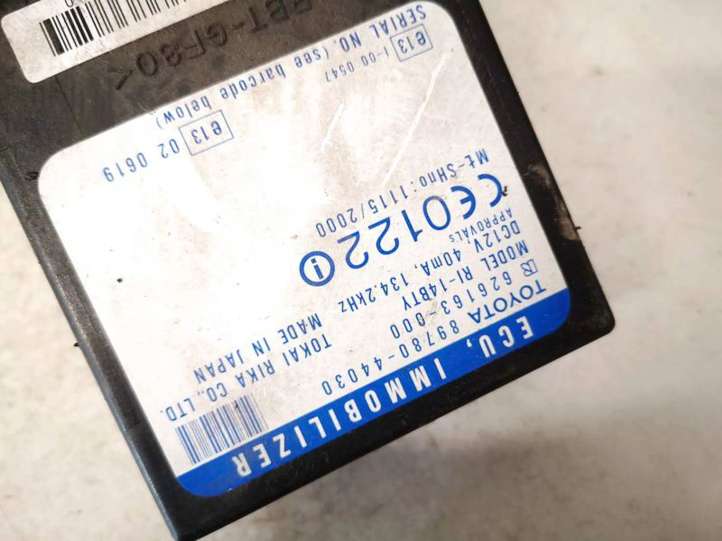 ECU, IMMOBILIZER
TOYOTA 89780-44030
626163-000
MODEL RI-14BTY
DC12V 40mA, 134.2kHz
TOKAI RIKA CO.,LTD.
MADE IN JAPAN
APPROVALS
CE0122
Mt-SHno:1115/2000
e13 02 0619
e13 1-00 0547
SERIAL NO. (see barcode below)
>PBT-GF30<